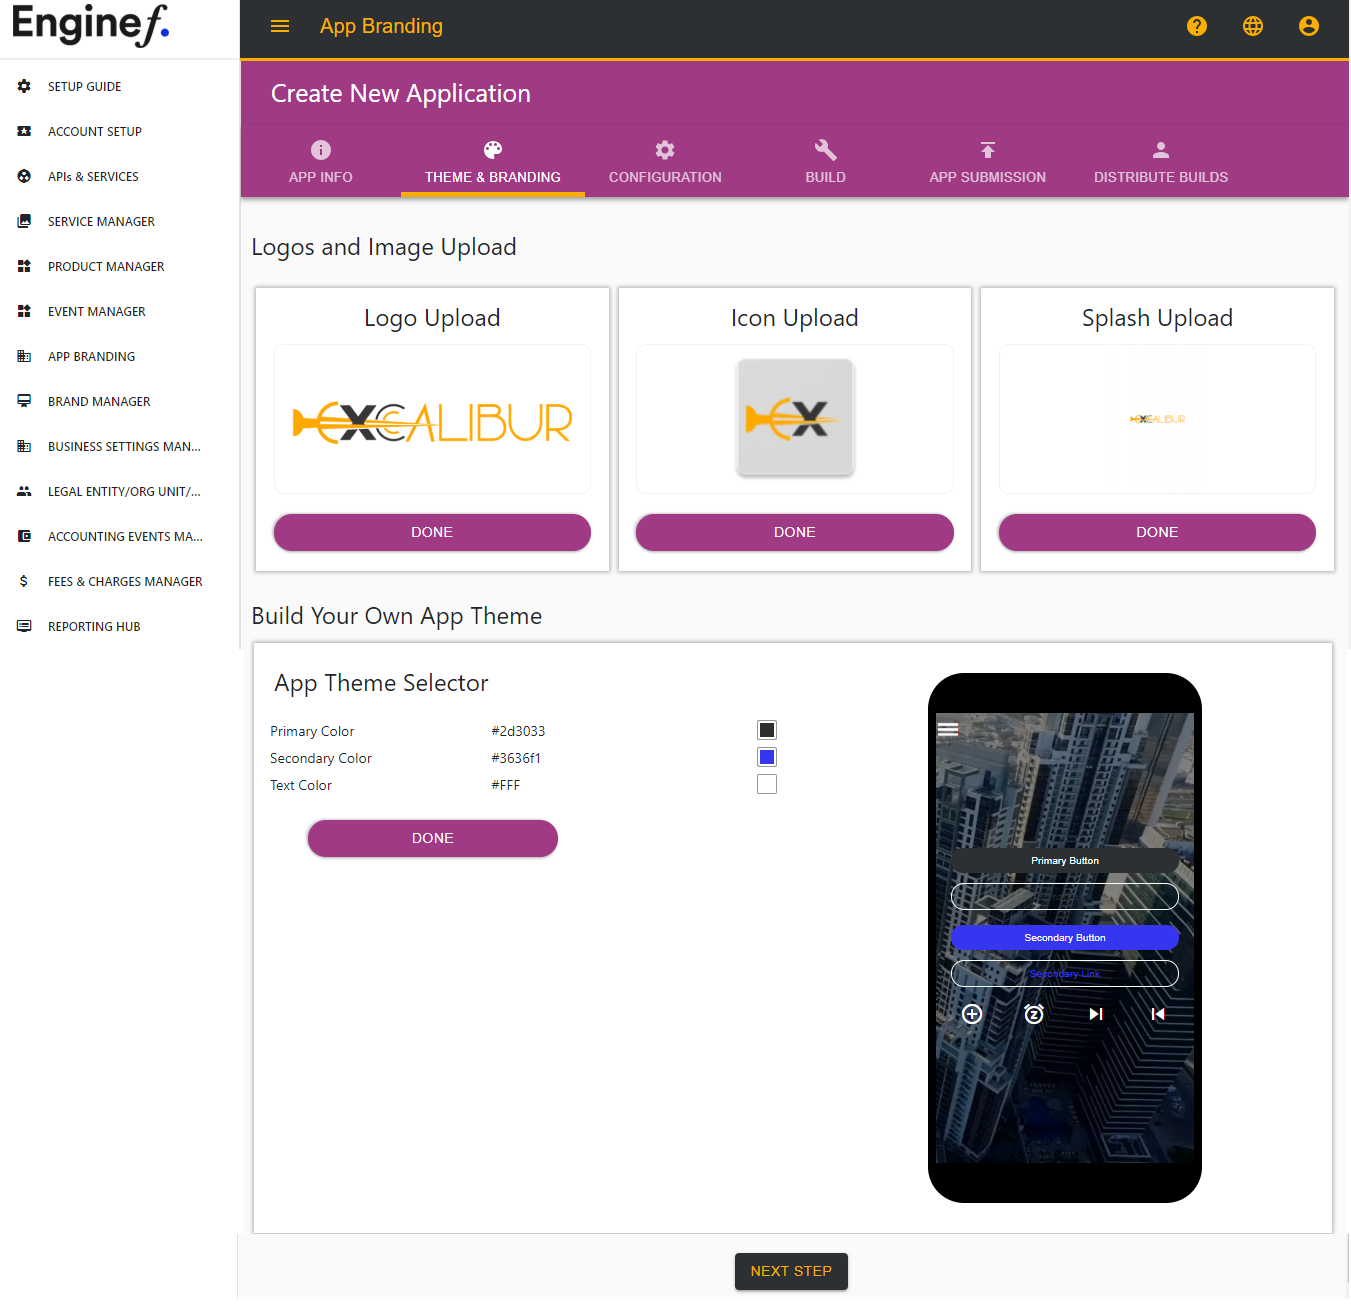 Enginef.
App Branding
SETUP GUIDE
ACCOUNT SETUP
APIs & SERVICES
SERVICE MANAGER
PRODUCT MANAGER
EVENT MANAGER
APP BRANDING
BRAND MANAGER
BUSINESS SETTINGS MAN...
LEGAL ENTITY/ORG UNIT/...
ACCOUNTING EVENTS MA...
FEES & CHARGES MANAGER
REPORTING HUB
Create New Application
APP INFO
THEME & BRANDING
CONFIGURATION
BUILD
APP SUBMISSION
DISTRIBUTE BUILDS
Logos and Image Upload
Logo Upload
EXCALIBUR
DONE
Icon Upload
EX
DONE
Splash Upload
EXCALIBUR
DONE
Build Your Own App Theme
App Theme Selector
Primary Color #2d3033
Secondary Color #3636f1
Text Color #FFF
DONE
Primary Button
Secondary Button
Secondary Link
NEXT STEP